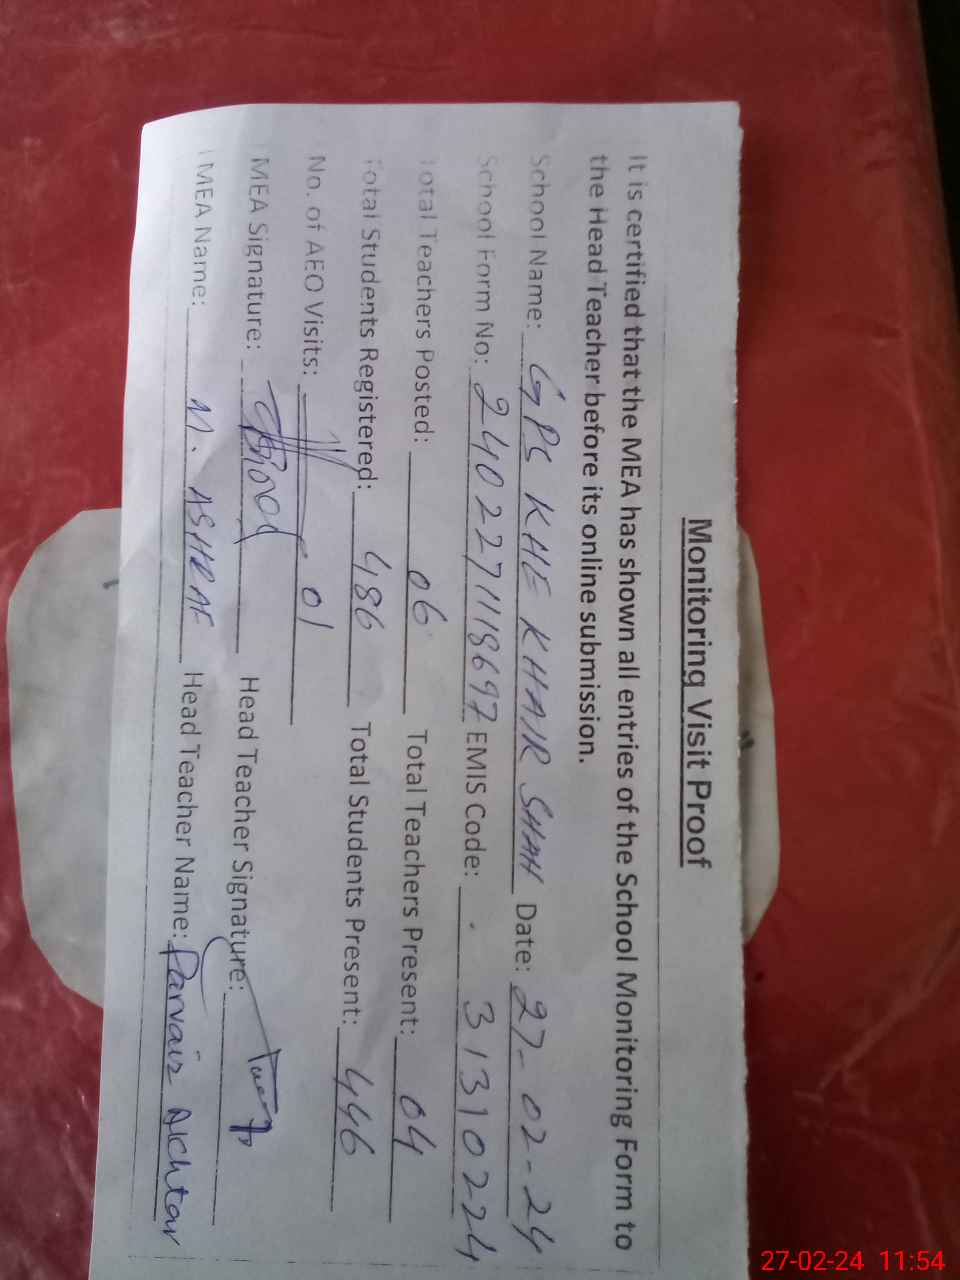 Monitoring Visit Proof
It is certified that the MEA has shown all entries of the School Monitoring Form to
the Head Teacher before its online submission.
School Name: GPS KHE KHAIR SHAH Date: 27-02-24
School Form No: 2402271118697 EMIS Code: 31310224
Total Teachers Posted: 06 Total Teachers Present: 04
Total Students Registered: 486 Total Students Present: 446
No. of AEO Visits: 01
MEA Signature: Head Teacher Signature:
MEA Name: M. ASHRAF Head Teacher Name: Parvaiz Akhtar
27-02-24 11:54